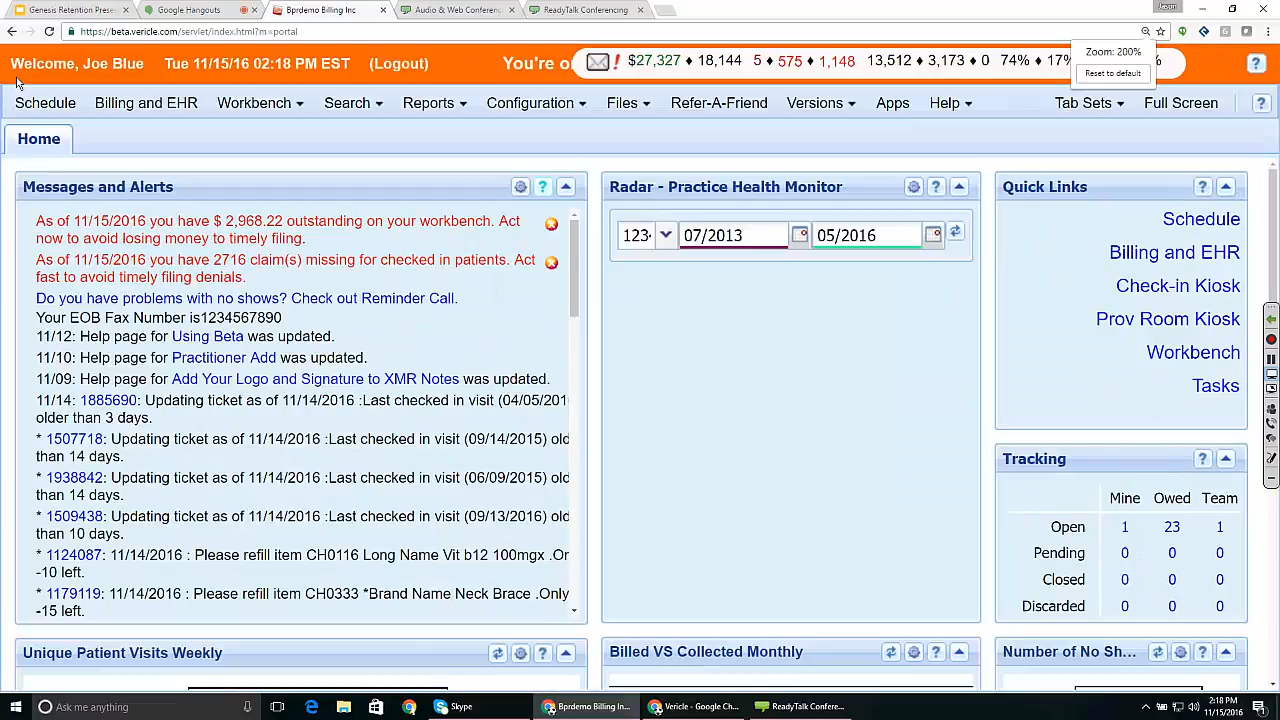 Genesis Retention Prese
Google Hangouts
Bprdemo Billing Inc
Audio & Web Conferenc
ReadyTalk Conferencing
Jason
https://beta.vericle.com/servlet/index.html?m=portal
Zoom: 200%
Reset to default
Welcome, Joe Blue Tue 11/15/16 02:18 PM EST (Logout) You're on
$27,327 ♦ 18,144 5 ♦ 575 ♦ 1,148 13,512 ♦ 3,173 ♦ 0 74% ♦ 17%
Schedule Billing and EHR Workbench Search Reports Configuration Files Refer-A-Friend Versions Apps Help Tab Sets Full Screen
Home
Messages and Alerts
As of 11/15/2016 you have $ 2,968.22 outstanding on your workbench. Act
now to avoid losing money to timely filing.
As of 11/15/2016 you have 2716 claim(s) missing for checked in patients. Act
fast to avoid timely filing denials.
Do you have problems with no shows? Check out Reminder Call.
Your EOB Fax Number is1234567890
11/12: Help page for Using Beta was updated.
11/10: Help page for Practitioner Add was updated.
11/09: Help page for Add Your Logo and Signature to XMR Notes was updated.
11/14: 1885690: Updating ticket as of 11/14/2016 :Last checked in visit (04/05/201
older than 3 days.
* 1507718: Updating ticket as of 11/14/2016 :Last checked in visit (09/14/2015) old
than 14 days.
* 1938842: Updating ticket as of 11/14/2016 :Last checked in visit (06/09/2015) old
than 14 days.
* 1509438: Updating ticket as of 11/14/2016 :Last checked in visit (09/13/2016) old
than 10 days.
* 1124087: 11/14/2016 : Please refill item CH0116 Long Name Vit b12 100mgx .On
-10 left.
* 1179119: 11/14/2016 : Please refill item CH0333 *Brand Name Neck Brace .Only
-15 left.
Radar - Practice Health Monitor
123 07/2013 05/2016
Quick Links
Schedule
Billing and EHR
Check-in Kiosk
Prov Room Kiosk
Workbench
Tasks
Tracking
Mine Owed Team
Open 1 23 1
Pending 0 0 0
Closed 0 0 0
Discarded 0 0 0
Unique Patient Visits Weekly
Billed VS Collected Monthly
Number of No Sh...
Ask me anything
Skype
Bprdemo Billing In...
Vericle - Google Ch...
ReadyTalk Conferen...
2:18 PM
11/15/2016